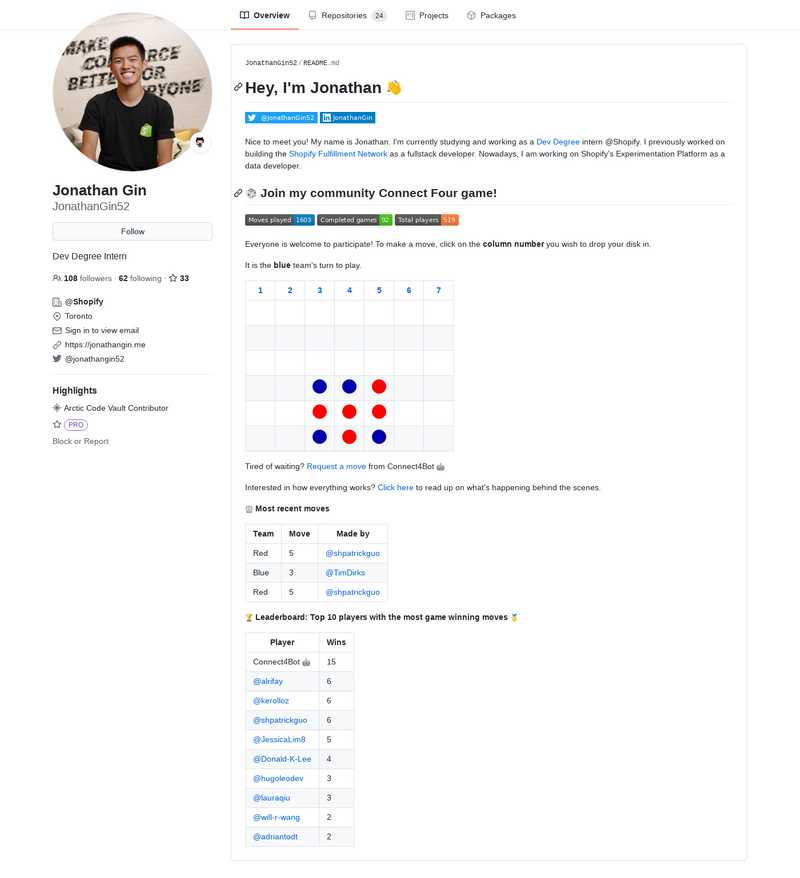 Overview
Repositories 24
Projects
Packages
MAKE
COMMERCE
BETTER FOR
EVERYONE
Jonathan Gin
JonathanGin52
Follow
Dev Degree Intern
108 followers · 62 following · 33
@Shopify
Toronto
Sign in to view email
https://jonathangin.me
@jonathangin52
Highlights
Arctic Code Vault Contributor
PRO
Block or Report
JonathanGin52 / README.md
Hey, I'm Jonathan 👋
@JonathanGin52 JonathanGin
Nice to meet you! My name is Jonathan. I'm currently studying and working as a Dev Degree intern @Shopify. I previously worked on
building the Shopify Fulfillment Network as a fullstack developer. Nowadays, I am working on Shopify's Experimentation Platform as a
data developer.
🎲 Join my community Connect Four game!
Moves played 1603 Completed games 92 Total players 519
Everyone is welcome to participate! To make a move, click on the column number you wish to drop your disk in.
It is the blue team's turn to play.
1 2 3 4 5 6 7
Tired of waiting? Request a move from Connect4Bot 🤖
Interested in how everything works? Click here to read up on what's happening behind the scenes.
Most recent moves
Team Move Made by
Red 5 @shpatrickguo
Blue 3 @TimDirks
Red 5 @shpatrickguo
🏆 Leaderboard: Top 10 players with the most game winning moves 🏅
Player Wins
Connect4Bot 🤖 15
@alrifay 6
@kerolloz 6
@shpatrickguo 6
@JessicaLim8 5
@Donald-K-Lee 4
@hugoleodev 3
@lauraqiu 3
@will-r-wang 2
@adriantodt 2